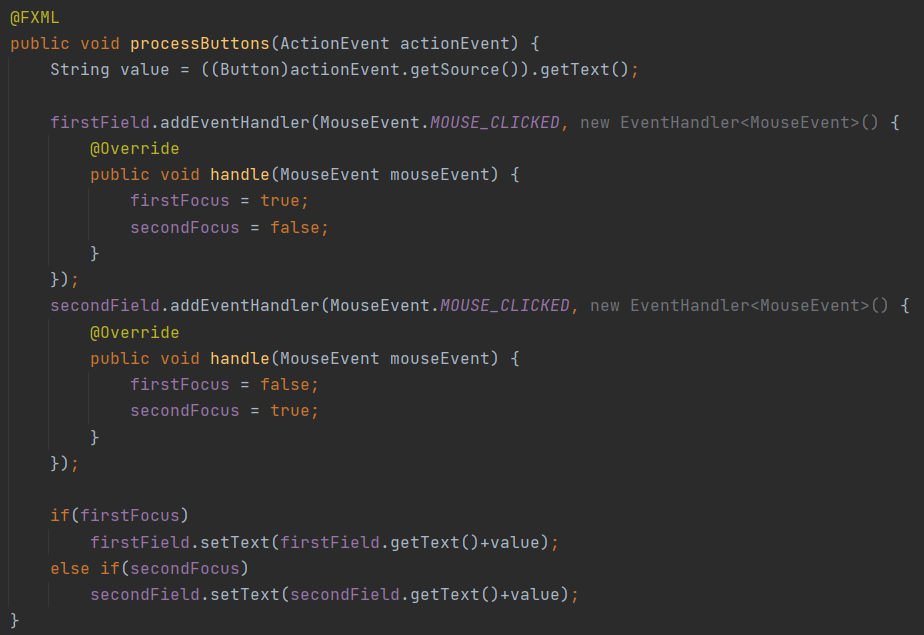 @FXML
public void processButtons(ActionEvent actionEvent) {
    String value = ((Button)actionEvent.getSource()).getText();

    firstField.addEventHandler(MouseEvent.MOUSE_CLICKED, new EventHandler<MouseEvent>() {
        @Override
        public void handle(MouseEvent mouseEvent) {
            firstFocus = true;
            secondFocus = false;
        }
    });
    secondField.addEventHandler(MouseEvent.MOUSE_CLICKED, new EventHandler<MouseEvent>() {
        @Override
        public void handle(MouseEvent mouseEvent) {
            firstFocus = false;
            secondFocus = true;
        }
    });

    if(firstFocus)
        firstField.setText(firstField.getText()+value);
    else if(secondFocus)
        secondField.setText(secondField.getText()+value);
}